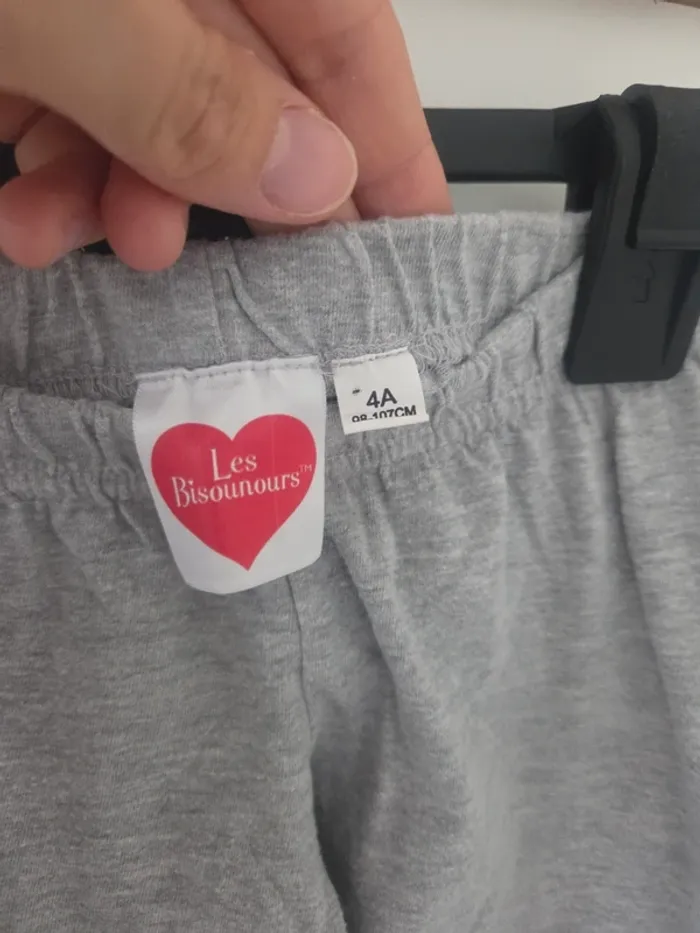 Les
Bisounours™
4A
98-107CM